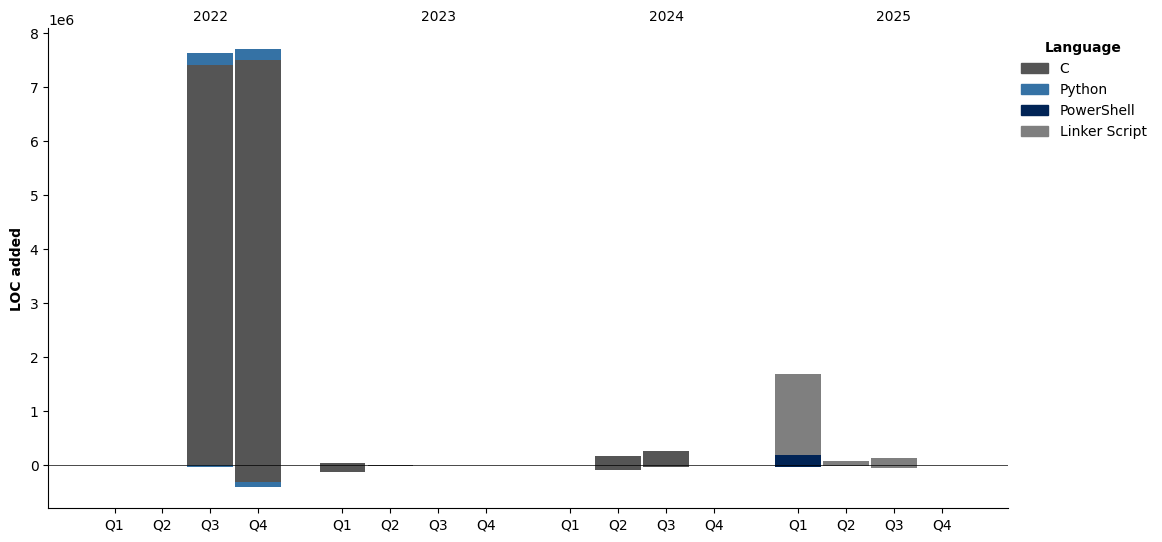 1e6
2022 2023 2024 2025
8
7
6
5
4
3
2
1
0
LOC added
Q1 Q2 Q3 Q4 Q1 Q2 Q3 Q4 Q1 Q2 Q3 Q4 Q1 Q2 Q3 Q4
Language
C
Python
PowerShell
Linker Script